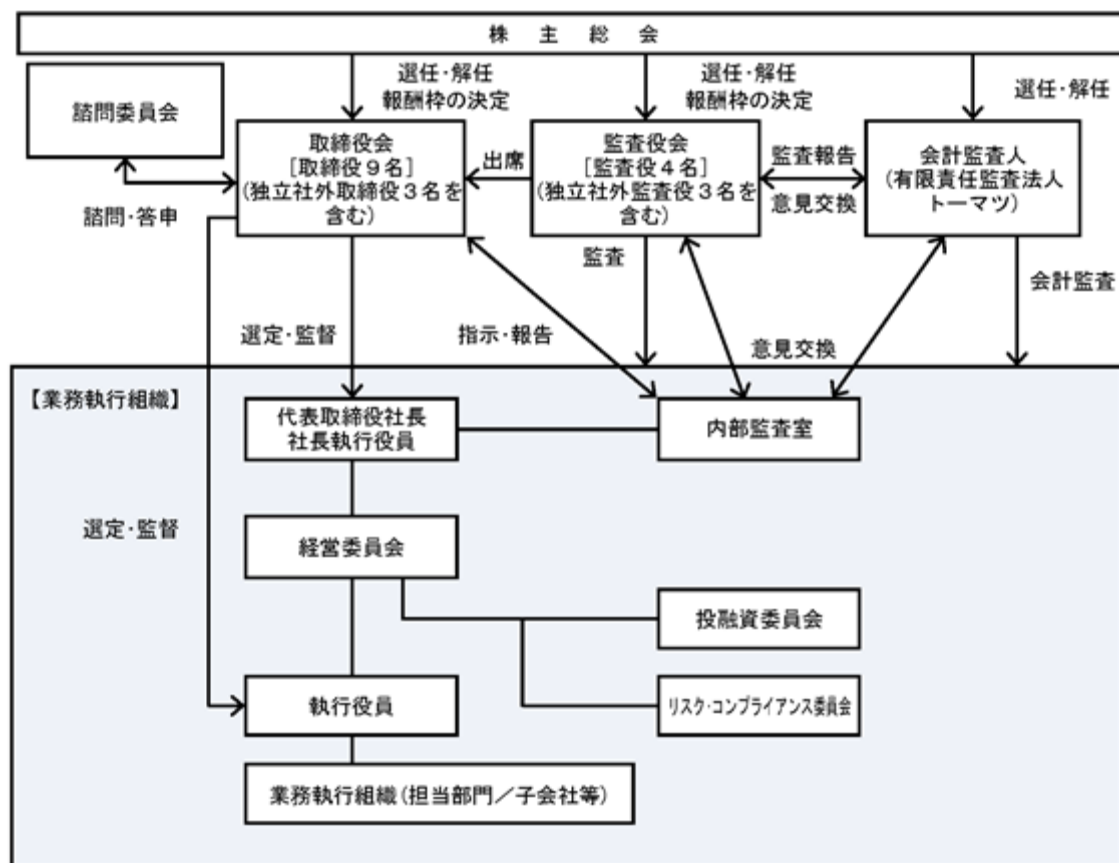 株主総会
選任・解任
報酬枠の決定
選任・解任
報酬枠の決定
選任・解任
諮問委員会
取締役会
[取締役９名]
(独立社外取締役３名を
含む)
出席
監査役会
[監査役４名]
(独立社外監査役３名を
含む)
監査報告
意見交換
会計監査人
(有限責任監査法人
トーマツ)
諮問・答申
監査
会計監査
選定・監督
指示・報告
意見交換
【業務執行組織】
代表取締役社長
社長執行役員
内部監査室
選定・監督
経営委員会
投融資委員会
執行役員
リスク・コンプライアンス委員会
業務執行組織(担当部門／子会社等)